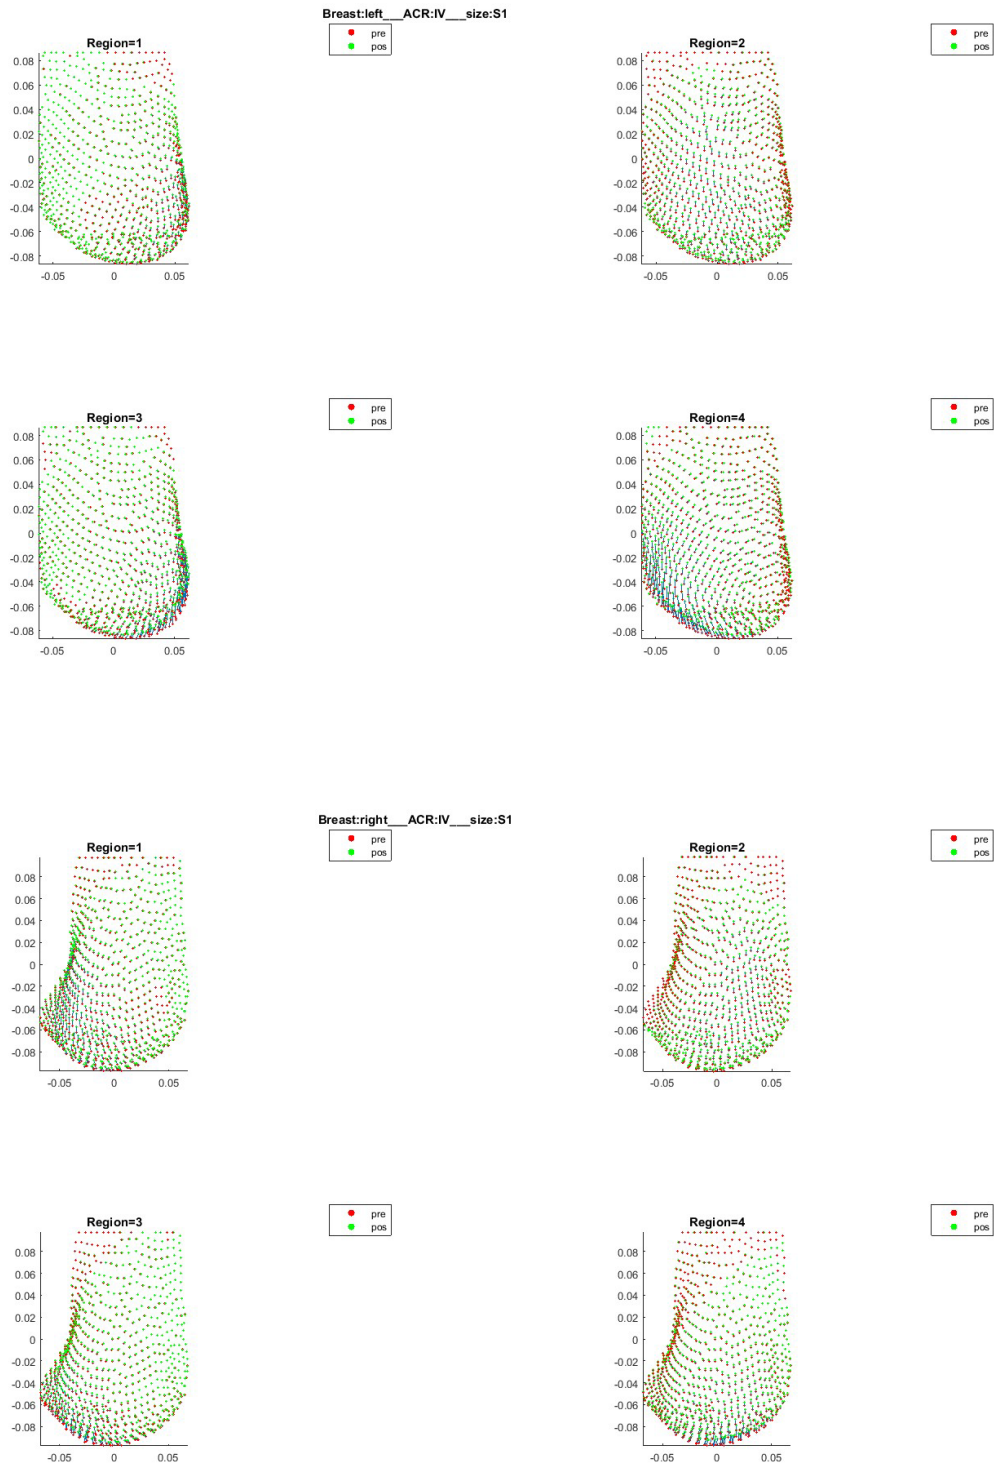 Breast:left___ACR:IV___size:S1
Region=1
pre
pos
0.08
0.06
0.04
0.02
0
-0.02
-0.04
-0.06
-0.08
-0.05 0 0.05
Region=2
pre
pos
0.08
0.06
0.04
0.02
0
-0.02
-0.04
-0.06
-0.08
-0.05 0 0.05
Region=3
pre
pos
0.08
0.06
0.04
0.02
0
-0.02
-0.04
-0.06
-0.08
-0.05 0 0.05
Region=4
pre
pos
0.08
0.06
0.04
0.02
0
-0.02
-0.04
-0.06
-0.08
-0.05 0 0.05
Breast:right___ACR:IV___size:S1
Region=1
pre
pos
0.08
0.06
0.04
0.02
0
-0.02
-0.04
-0.06
-0.08
-0.05 0 0.05
Region=2
pre
pos
0.08
0.06
0.04
0.02
0
-0.02
-0.04
-0.06
-0.08
-0.05 0 0.05
Region=3
pre
pos
0.08
0.06
0.04
0.02
0
-0.02
-0.04
-0.06
-0.08
-0.05 0 0.05
Region=4
pre
pos
0.08
0.06
0.04
0.02
0
-0.02
-0.04
-0.06
-0.08
-0.05 0 0.05